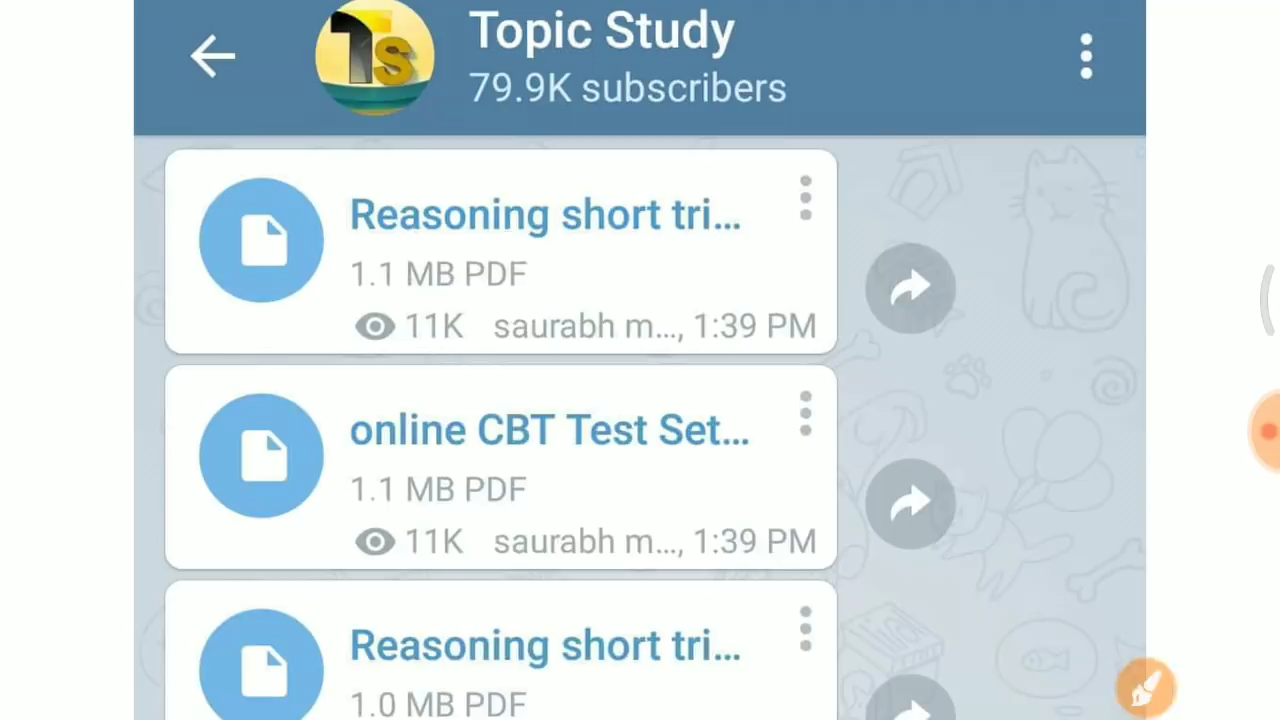 Topic Study
79.9K subscribers
Ts
Reasoning short tri...
1.1 MB PDF
11K saurabh m..., 1:39 PM
online CBT Test Set...
1.1 MB PDF
11K saurabh m..., 1:39 PM
Reasoning short tri...
1.0 MB PDF